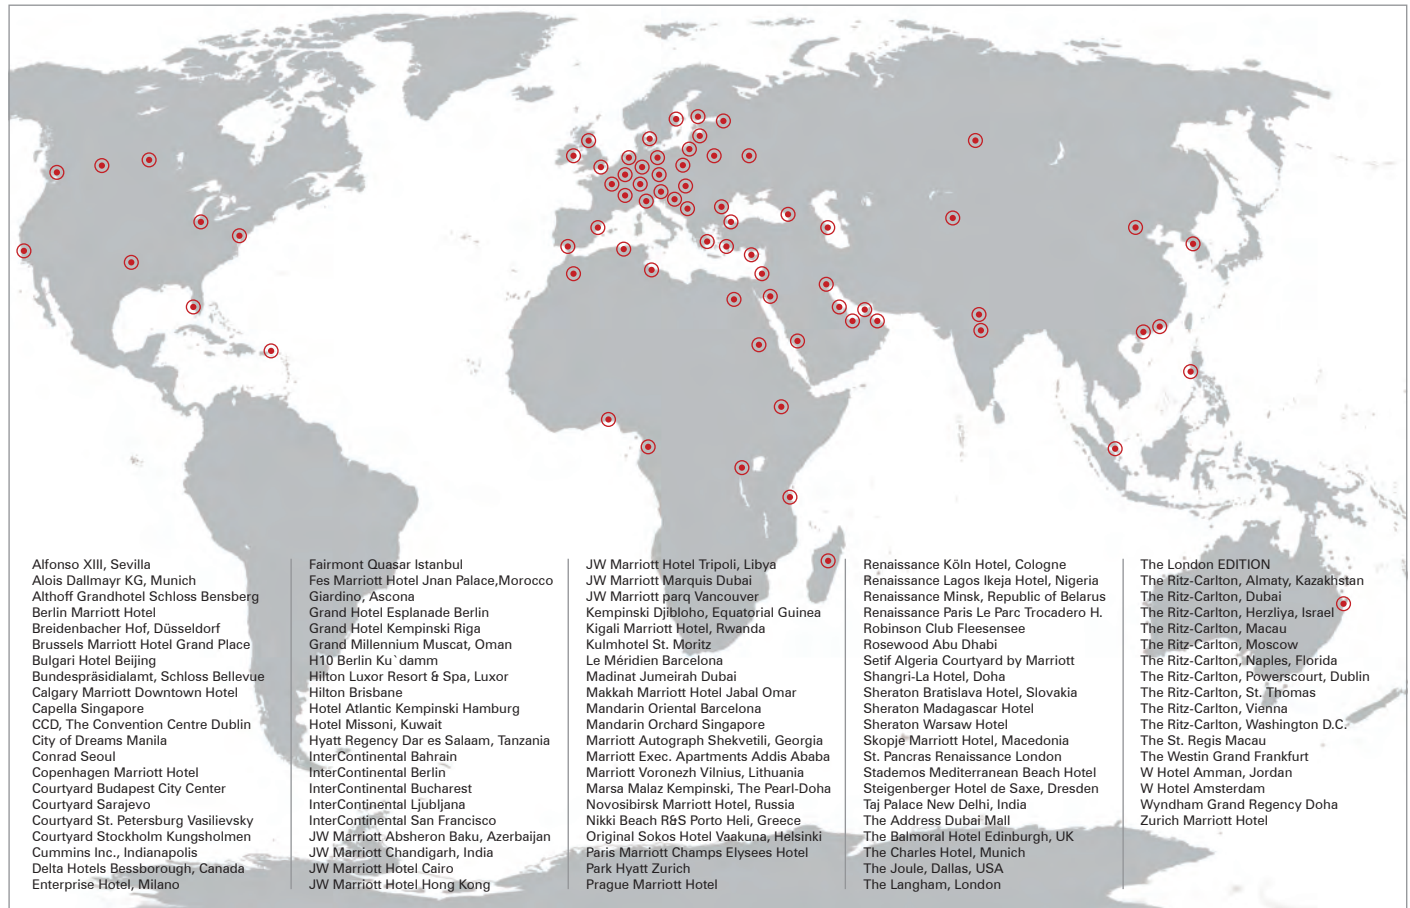 Alfonso XIII, Sevilla
Alois Dallmayr KG, Munich
Althoff Grandhotel Schloss Bensberg
Berlin Marriott Hotel
Breidenbacher Hof, Düsseldorf
Brussels Marriott Hotel Grand Place
Bulgari Hotel Beijing
Bundespräsidialamt, Schloss Bellevue
Calgary Marriott Downtown Hotel
Capella Singapore
CCD, The Convention Centre Dublin
City of Dreams Manila
Conrad Seoul
Copenhagen Marriott Hotel
Courtyard Budapest City Center
Courtyard Sarajevo
Courtyard St. Petersburg Vasilievsky
Courtyard Stockholm Kungsholmen
Cummins Inc., Indianapolis
Delta Hotels Bessborough, Canada
Enterprise Hotel, Milano
Fairmont Quasar Istanbul
Fes Marriott Hotel Jnan Palace,Morocco
Giardino, Ascona
Grand Hotel Esplanade Berlin
Grand Hotel Kempinski Riga
Grand Millennium Muscat, Oman
H10 Berlin Ku`damm
Hilton Luxor Resort & Spa, Luxor
Hilton Brisbane
Hotel Atlantic Kempinski Hamburg
Hotel Missoni, Kuwait
Hyatt Regency Dar es Salaam, Tanzania
InterContinental Bahrain
InterContinental Berlin
InterContinental Bucharest
InterContinental Ljubljana
InterContinental San Francisco
JW Marriott Absheron Baku, Azerbaijan
JW Marriott Chandigarh, India
JW Marriott Hotel Cairo
JW Marriott Hotel Hong Kong
JW Marriott Hotel Tripoli, Libya
JW Marriott Marquis Dubai
JW Marriott parq Vancouver
Kempinski Djibloho, Equatorial Guinea
Kigali Marriott Hotel, Rwanda
Kulmhotel St. Moritz
Le Méridien Barcelona
Madinat Jumeirah Dubai
Makkah Marriott Hotel Jabal Omar
Mandarin Oriental Barcelona
Mandarin Orchard Singapore
Marriott Autograph Shekvetili, Georgia
Marriott Exec. Apartments Addis Ababa
Marriott Voronezh Vilnius, Lithuania
Marsa Malaz Kempinski, The Pearl-Doha
Novosibirsk Marriott Hotel, Russia
Nikki Beach R&S Porto Heli, Greece
Original Sokos Hotel Vaakuna, Helsinki
Paris Marriott Champs Elysees Hotel
Park Hyatt Zurich
Prague Marriott Hotel
Renaissance Köln Hotel, Cologne
Renaissance Lagos Ikeja Hotel, Nigeria
Renaissance Minsk, Republic of Belarus
Renaissance Paris Le Parc Trocadero H.
Robinson Club Fleesensee
Rosewood Abu Dhabi
Setif Algeria Courtyard by Marriott
Shangri-La Hotel, Doha
Sheraton Bratislava Hotel, Slovakia
Sheraton Madagascar Hotel
Sheraton Warsaw Hotel
Skopje Marriott Hotel, Macedonia
St. Pancras Renaissance London
Stademos Mediterranean Beach Hotel
Steigenberger Hotel de Saxe, Dresden
Taj Palace New Delhi, India
The Address Dubai Mall
The Balmoral Hotel Edinburgh, UK
The Charles Hotel, Munich
The Joule, Dallas, USA
The Langham, London
The London EDITION
The Ritz-Carlton, Almaty, Kazakhstan
The Ritz-Carlton, Dubai
The Ritz-Carlton, Herzliya, Israel
The Ritz-Carlton, Macau
The Ritz-Carlton, Moscow
The Ritz-Carlton, Naples, Florida
The Ritz-Carlton, Powerscourt, Dublin
The Ritz-Carlton, St. Thomas
The Ritz-Carlton, Vienna
The Ritz-Carlton, Washington D.C.
The St. Regis Macau
The Westin Grand Frankfurt
W Hotel Amman, Jordan
W Hotel Amsterdam
Wyndham Grand Regency Doha
Zurich Marriott Hotel